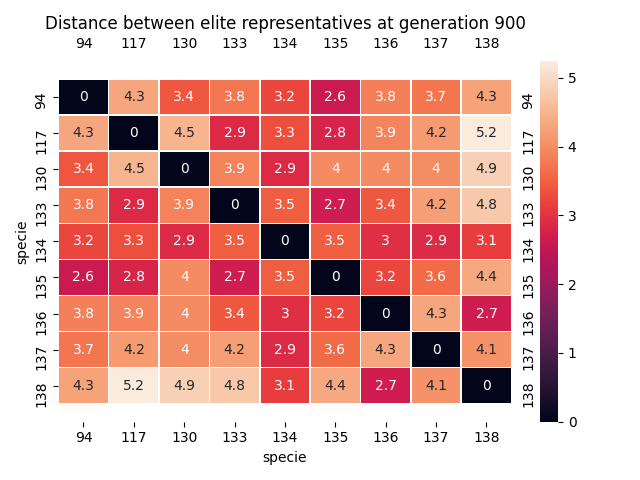 Distance between elite representatives at generation 900
94 117 130 133 134 135 136 137 138
94 0 4.3 3.4 3.8 3.2 2.6 3.8 3.7 4.3 94
117 4.3 0 4.5 2.9 3.3 2.8 3.9 4.2 5.2 117
130 3.4 4.5 0 3.9 2.9 4 4 4 4.9 130
133 3.8 2.9 3.9 0 3.5 2.7 3.4 4.2 4.8 133
134 3.2 3.3 2.9 3.5 0 3.5 3 2.9 3.1 134
135 2.6 2.8 4 2.7 3.5 0 3.2 3.6 4.4 135
136 3.8 3.9 4 3.4 3 3.2 0 4.3 2.7 136
137 3.7 4.2 4 4.2 2.9 3.6 4.3 0 4.1 137
138 4.3 5.2 4.9 4.8 3.1 4.4 2.7 4.1 0 138
94 117 130 133 134 135 136 137 138
specie
specie
5
4
3
2
1
0